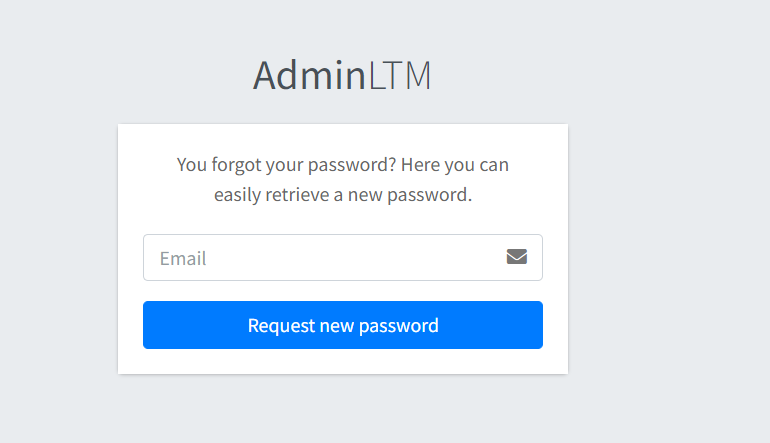 AdminLTM
You forgot your password? Here you can
easily retrieve a new password.
Email
Request new password